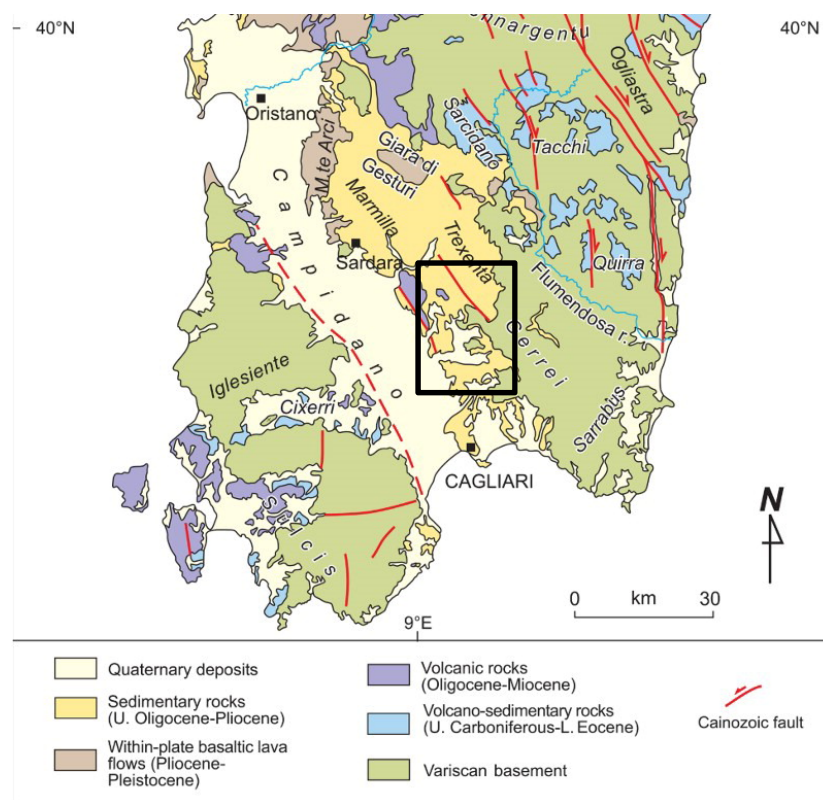 40°N
40°N
onnargentu
Ogliastra
Oristano
Sarcidano
Tacchi
M.te Arci
Giara di
Gesturi
Campidano
Marmilla
Trexenta
Sardara
Quirra
Flumendosa r.
Gerrei
Iglesiente
Cixerri
Sarrabus
CAGLIARI
Sulcis
N
0 km 30
9°E
Quaternary deposits
Sedimentary rocks
(U. Oligocene-Pliocene)
Within-plate basaltic lava
flows (Pliocene-
Pleistocene)
Volcanic rocks
(Oligocene-Miocene)
Volcano-sedimentary rocks
(U. Carboniferous-L. Eocene)
Variscan basement
Cainozoic fault